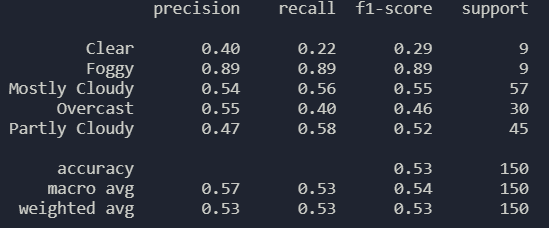 precision recall f1-score support
Clear 0.40 0.22 0.29 9
Foggy 0.89 0.89 0.89 9
Mostly Cloudy 0.54 0.56 0.55 57
Overcast 0.55 0.40 0.46 30
Partly Cloudy 0.47 0.58 0.52 45
accuracy 0.53 150
macro avg 0.57 0.53 0.54 150
weighted avg 0.53 0.53 0.53 150